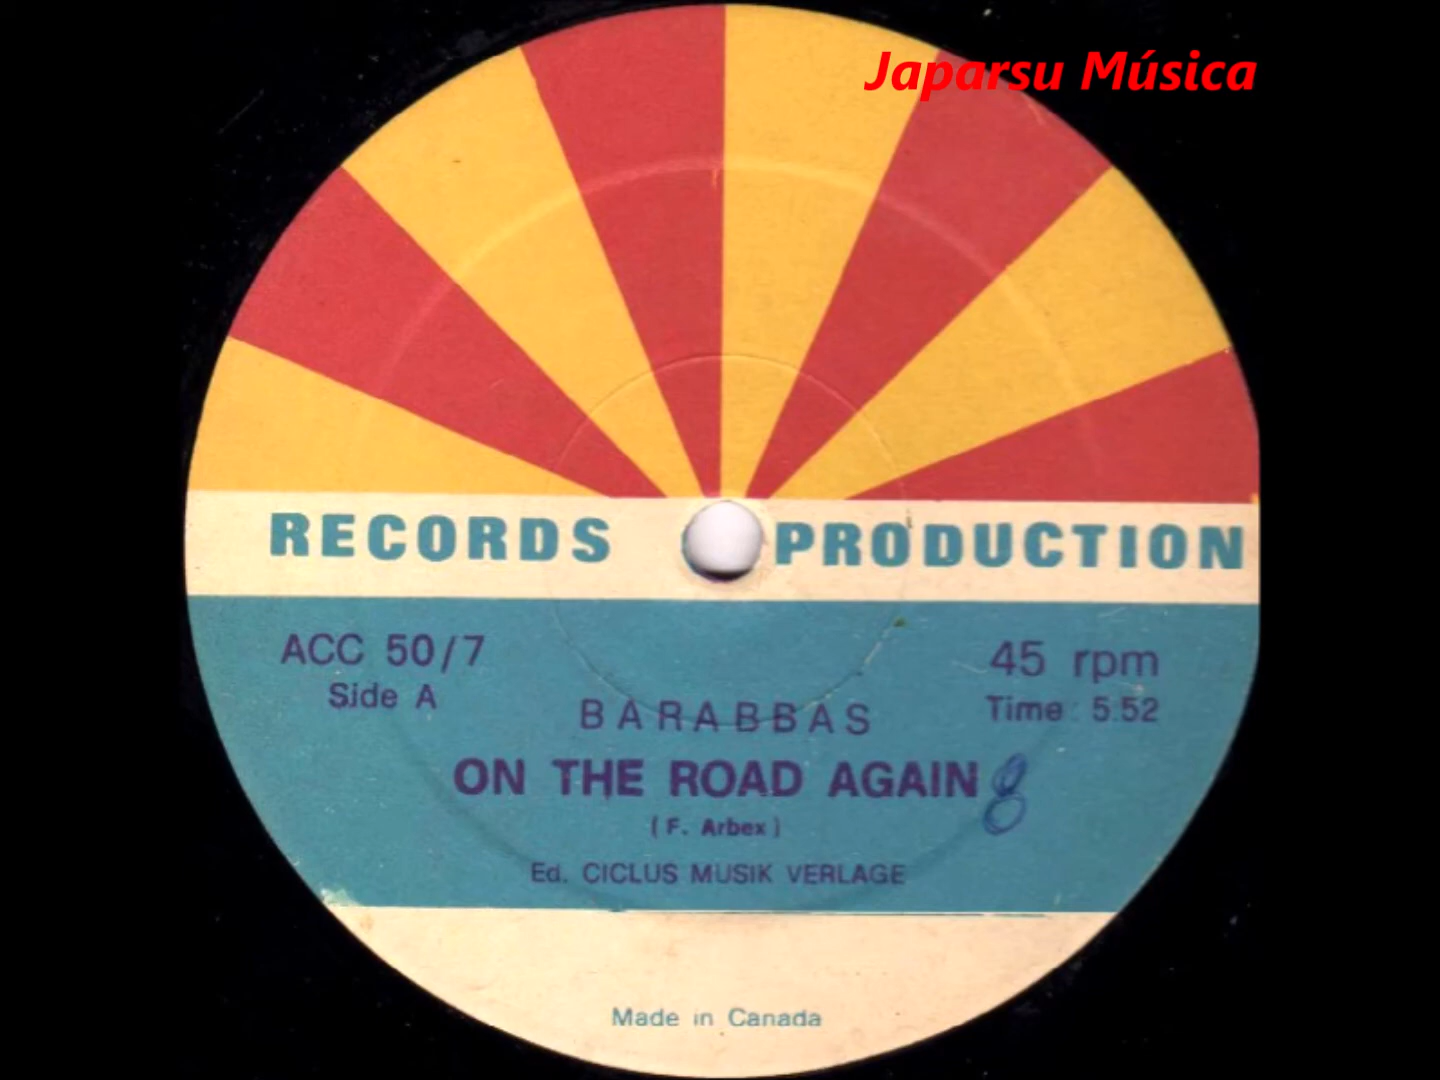 Japarsu Música
RECORDS PRODUCTION
ACC 50/7
Side A
45 rpm
Time: 5.52
BARABBAS
ON THE ROAD AGAIN
8
( F. Arbex )
Ed. CICLUS MUSIK VERLAGE
Made in Canada